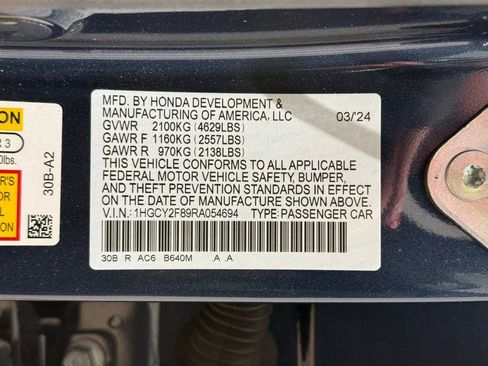 ON
R 3
0lbs.
30B-A2
MFD. BY HONDA DEVELOPMENT &
MANUFACTURING OF AMERICA, LLC 03/24
GVWR 2100KG (4629LBS)
GAWR F 1160KG (2557LBS)
GAWR R 970KG (2138LBS)
THIS VEHICLE CONFORMS TO ALL APPLICABLE
FEDERAL MOTOR VEHICLE SAFETY, BUMPER,
AND THEFT PREVENTION STANDARDS IN EFFECT
ON THE DATE OF MANUFACTURE SHOWN ABOVE.
V.I.N.: 1HGCY2F89RA054694 TYPE: PASSENGER CAR
30B R AC6 B640M .A .A